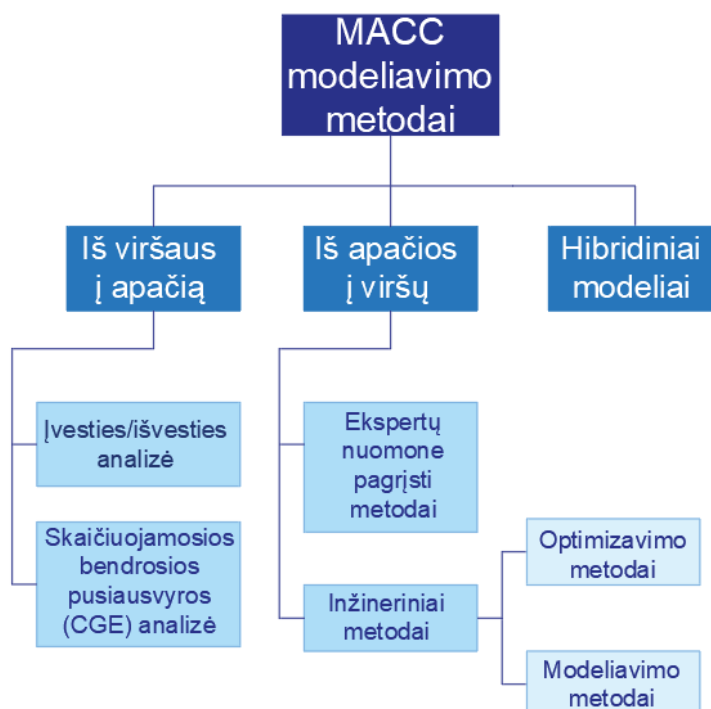 MACC
modeliavimo
metodai
Iš viršaus
į apačią
Iš apačios
į viršų
Hibridiniai
modeliai
Įvesties/išvesties
analizė
Skaičiuojamosios
bendrosios
pusiausvyros
(CGE) analizė
Ekspertų
nuomone
pagrįsti
metodai
Inžineriniai
metodai
Optimizavimo
metodai
Modeliavimo
metodai